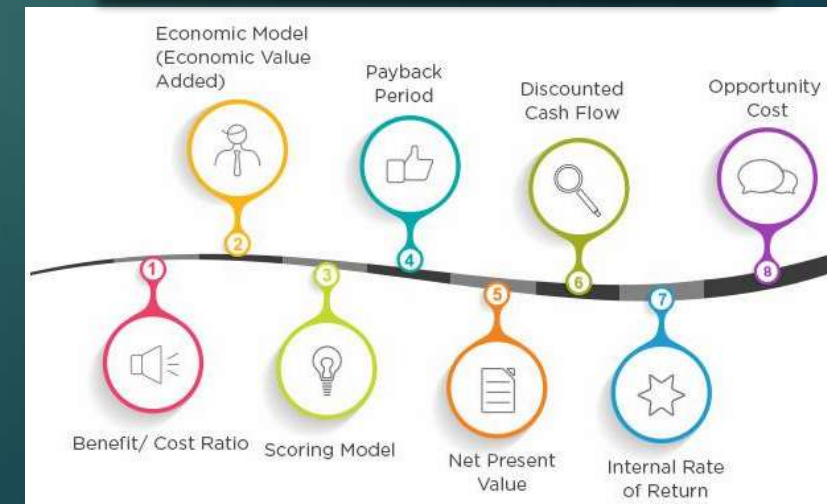 Economic Model
(Economic Value
Added)
Payback
Period
Discounted
Cash Flow
Opportunity
Cost
1
2
3
4
5
6
7
8
Benefit/ Cost Ratio
Scoring Model
Net Present
Value
Internal Rate
of Return